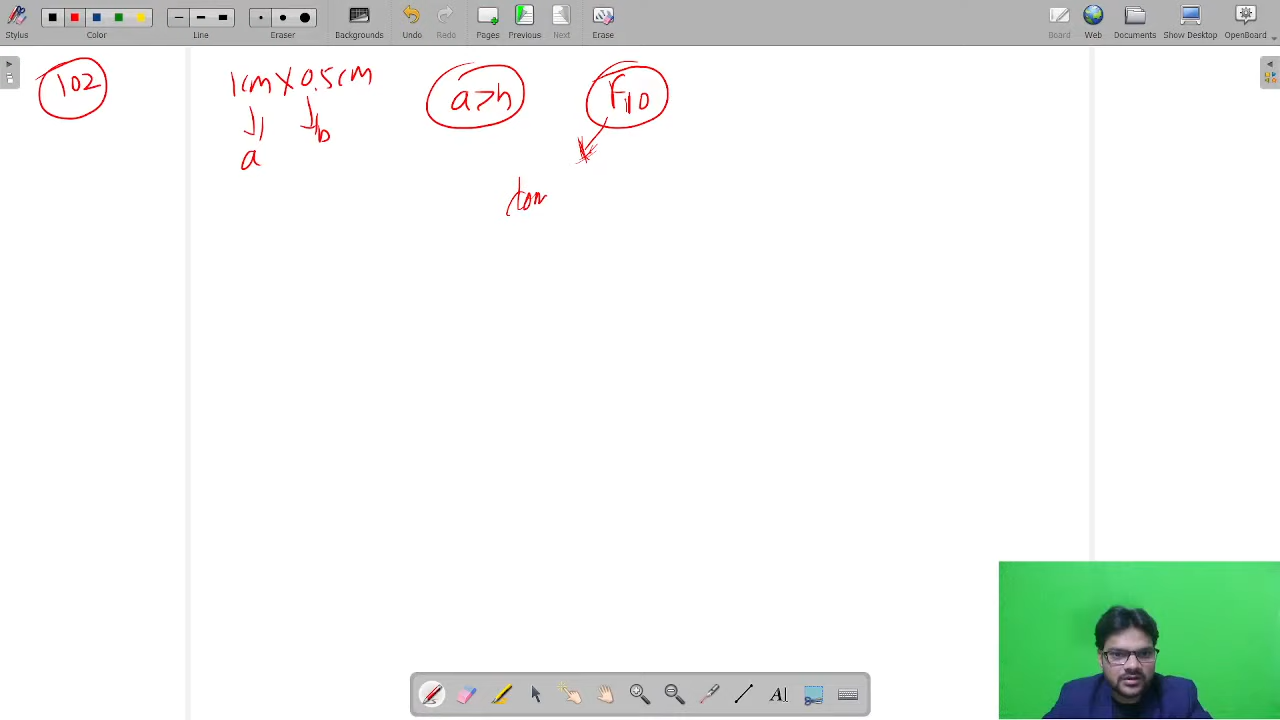 Stylus Color Line Eraser Backgrounds Undo Redo Pages Previous Next Erase Board Web Documents Show Desktop OpenBoard
102 1cm X 0.5cm a>h F10
b
a
AI